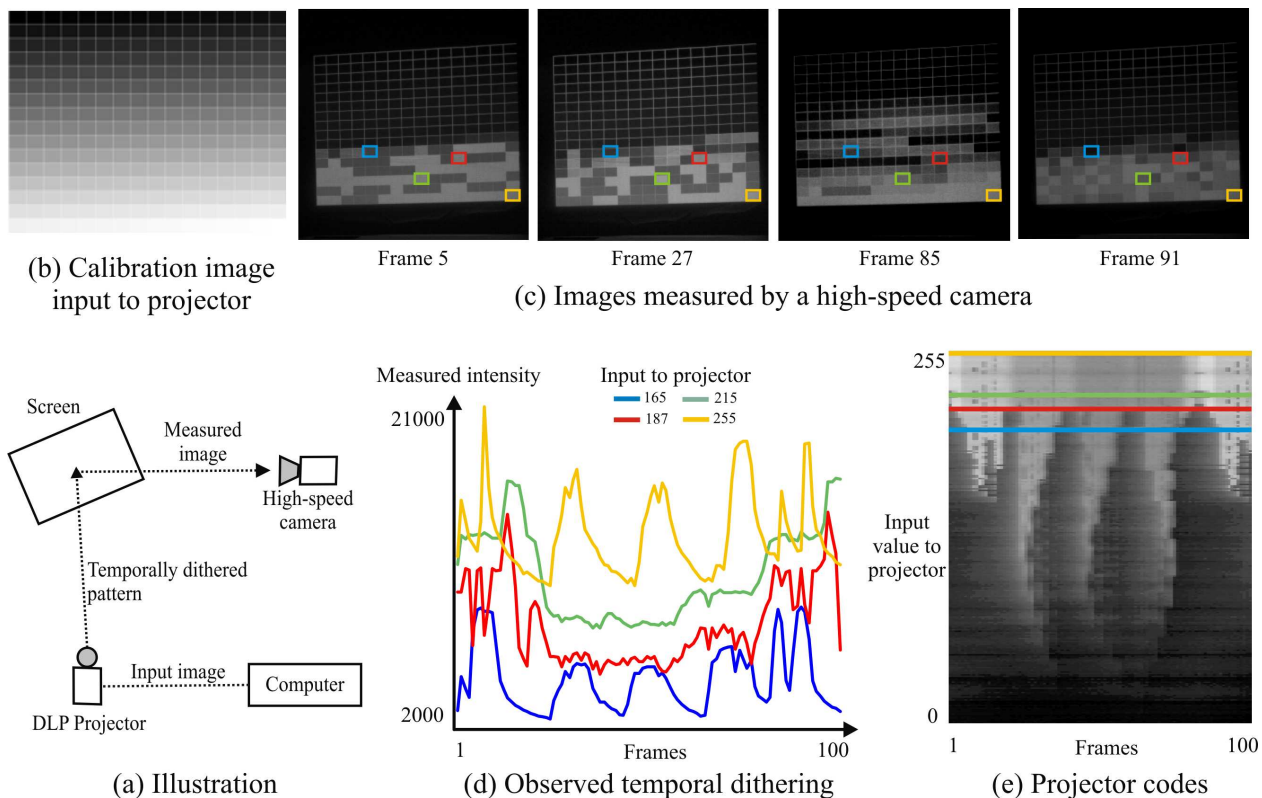 Frame 5
Frame 27
Frame 85
Frame 91
(b) Calibration image
input to projector
(c) Images measured by a high-speed camera
Screen
Measured
image
High-speed
camera
Temporally dithered
pattern
Input image
Computer
DLP Projector
(a) Illustration
Measured intensity
Input to projector
165
215
187
255
21000
2000
1
Frames
100
(d) Observed temporal dithering
255
Input
value to
projector
0
1
Frames
100
(e) Projector codes